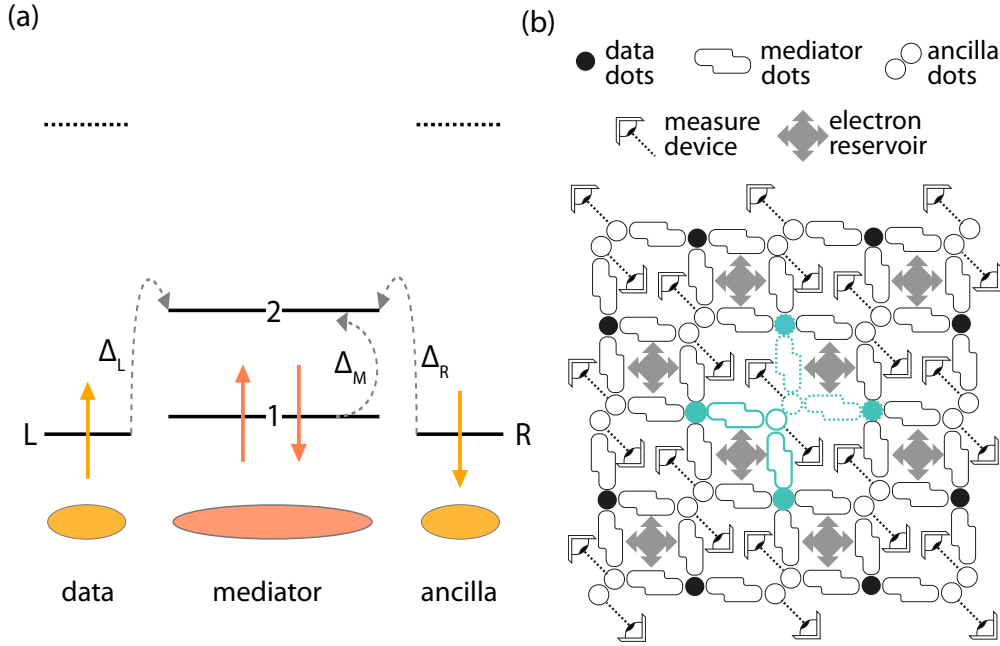 (a)
2
Δ_L
Δ_M
Δ_R
1
L
R
data
mediator
ancilla
(b)
data
dots
mediator
dots
ancilla
dots
measure
device
electron
reservoir